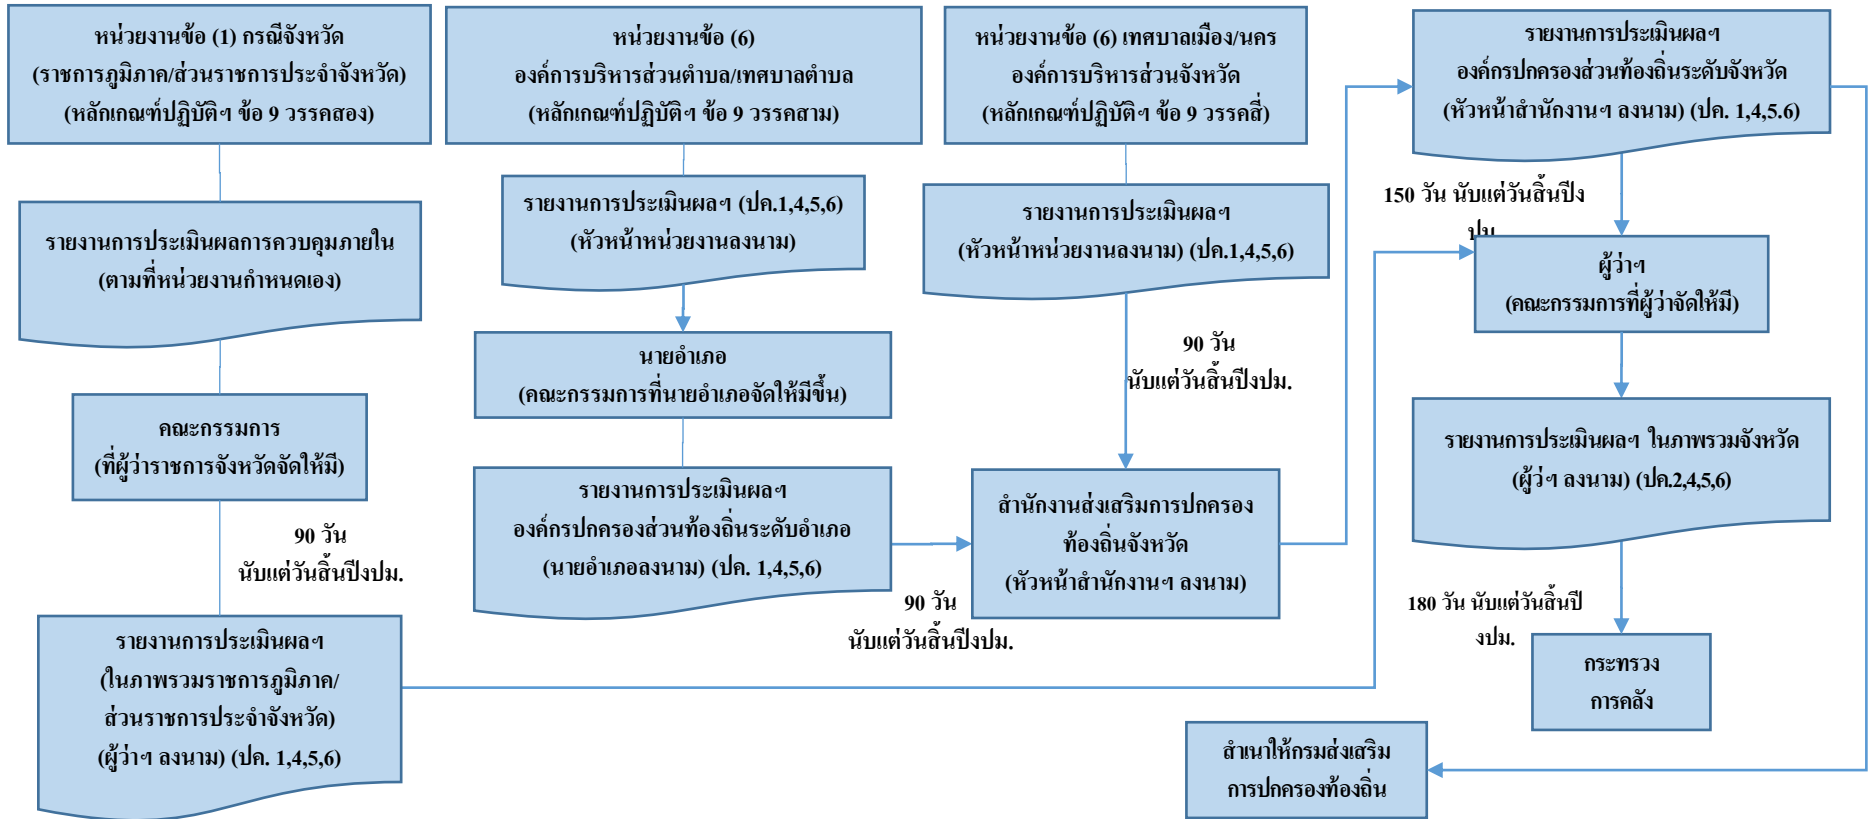 หน่วยงานข้อ (1) กรณีจังหวัด
(ราชการภูมิภาค/ส่วนราชการประจำจังหวัด)
(หลักเกณฑ์ปฏิบัติฯ ข้อ 9 วรรคสอง)
รายงานการประเมินผลการควบคุมภายใน
(ตามที่หน่วยงานกำหนดเอง)
คณะกรรมการ
(ที่ผู้ว่าราชการจังหวัดจัดให้มี)
90 วัน
นับแต่วันสิ้นปีงปม.
รายงานการประเมินผลฯ
(ในภาพรวมราชการภูมิภาค/
ส่วนราชการประจำจังหวัด)
(ผู้ว่าฯ ลงนาม) (ปค. 1,4,5,6)
หน่วยงานข้อ (6)
องค์การบริหารส่วนตำบล/เทศบาลตำบล
(หลักเกณฑ์ปฏิบัติฯ ข้อ 9 วรรคสาม)
รายงานการประเมินผลฯ (ปค.1,4,5,6)
(หัวหน้าหน่วยงานลงนาม)
นายอำเภอ
(คณะกรรมการที่นายอำเภอจัดให้มีขึ้น)
รายงานการประเมินผลฯ
องค์กรปกครองส่วนท้องถิ่นระดับอำเภอ
(นายอำเภอลงนาม) (ปค. 1,4,5,6)
90 วัน
นับแต่วันสิ้นปีงปม.
หน่วยงานข้อ (6) เทศบาลเมือง/นคร
องค์การบริหารส่วนจังหวัด
(หลักเกณฑ์ปฏิบัติฯ ข้อ 9 วรรคสี่)
รายงานการประเมินผลฯ
(หัวหน้าหน่วยงานลงนาม) (ปค.1,4,5,6)
90 วัน
นับแต่วันสิ้นปีงปม.
สำนักงานส่งเสริมการปกครอง
ท้องถิ่นจังหวัด
(หัวหน้าสำนักงานฯ ลงนาม)
รายงานการประเมินผลฯ
องค์กรปกครองส่วนท้องถิ่นระดับจังหวัด
(หัวหน้าสำนักงานฯ ลงนาม) (ปค. 1,4,5.6)
150 วัน นับแต่วันสิ้นปีง
ปม.
ผู้ว่าฯ
(คณะกรรมการที่ผู้ว่าจัดให้มี)
รายงานการประเมินผลฯ ในภาพรวมจังหวัด
(ผู้ว่ฯ ลงนาม) (ปค.2,4,5,6)
180 วัน นับแต่วันสิ้นปี
งปม.
กระทรวง
การคลัง
สำเนาให้กรมส่งเสริม
การปกครองท้องถิ่น